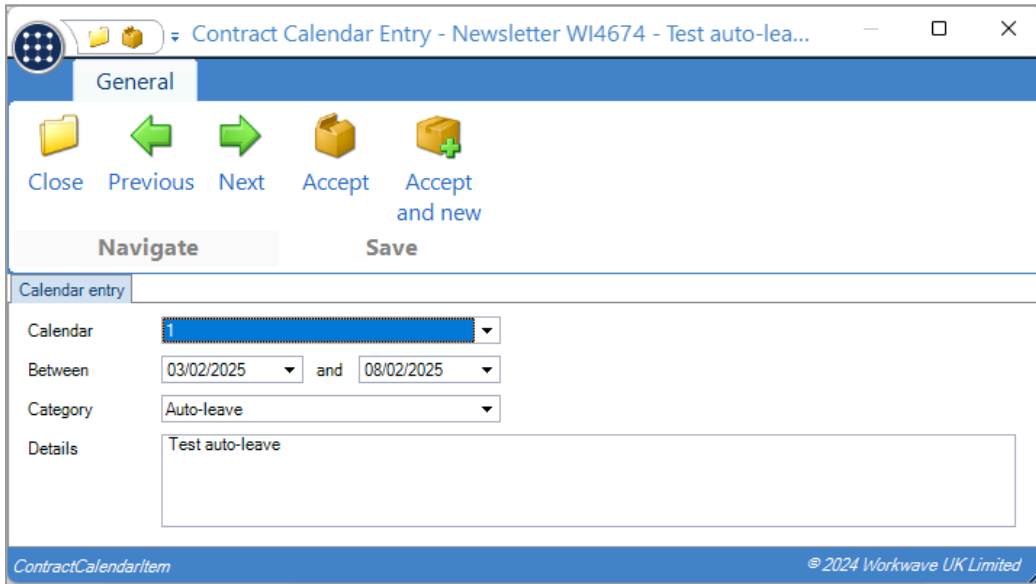 Contract Calendar Entry - Newsletter WI4674 - Test auto-lea...
General
Close Previous Next Accept Accept and new
Navigate Save
Calendar entry
Calendar 1
Between 03/02/2025 and 08/02/2025
Category Auto-leave
Details Test auto-leave
ContractCalendarItem © 2024 Workwave UK Limited